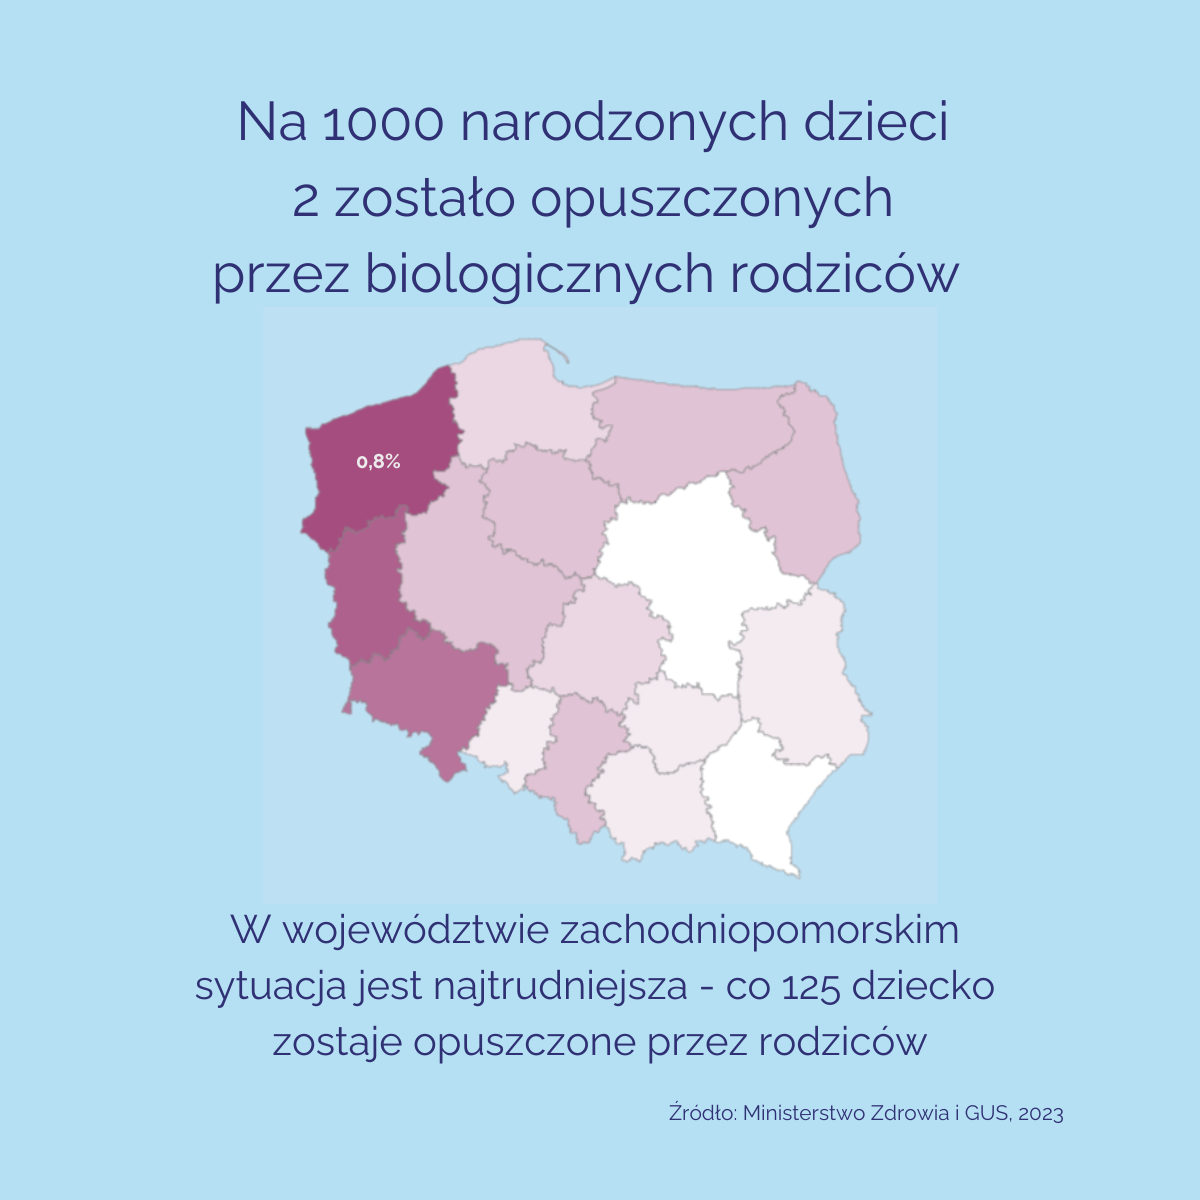 Na 1000 narodzonych dzieci
2 zostało opuszczonych
przez biologicznych rodziców
0,8%
W województwie zachodniopomorskim
sytuacja jest najtrudniejsza - co 125 dziecko
zostaje opuszczone przez rodziców
Źródło: Ministerstwo Zdrowia i GUS, 2023